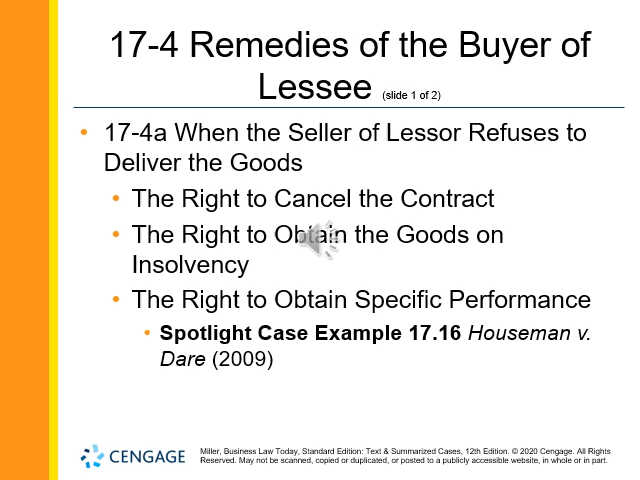 17-4 Remedies of the Buyer of
Lessee (slide 1 of 2)
• 17-4a When the Seller of Lessor Refuses to
Deliver the Goods
• The Right to Cancel the Contract
• The Right to Obtain the Goods on
Insolvency
• The Right to Obtain Specific Performance
• Spotlight Case Example 17.16 Houseman v.
Dare (2009)
CENGAGE
Miller, Business Law Today, Standard Edition: Text & Summarized Cases, 12th Edition. © 2020 Cengage. All Rights
Reserved. May not be scanned, copied or duplicated, or posted to a publicly accessible website, in whole or in part.